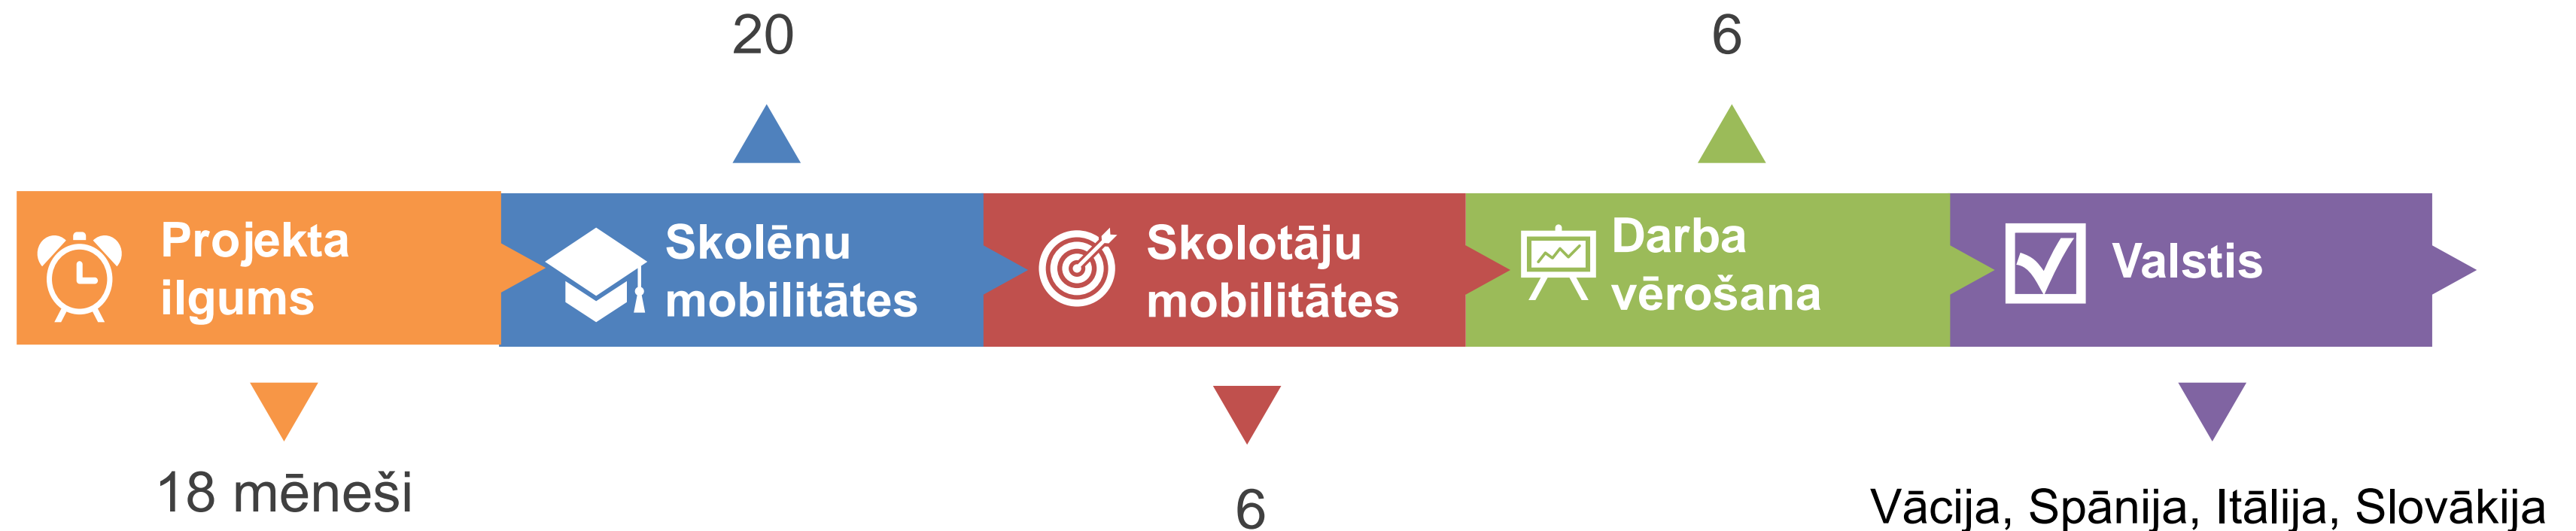 20
6
Projekta
ilgums
Skolēnu
mobilitātes
Skolotāju
mobilitātes
Darba
vērošana
Valstis
18 mēneši
6
Vācija, Spānija, Itālija, Slovākija